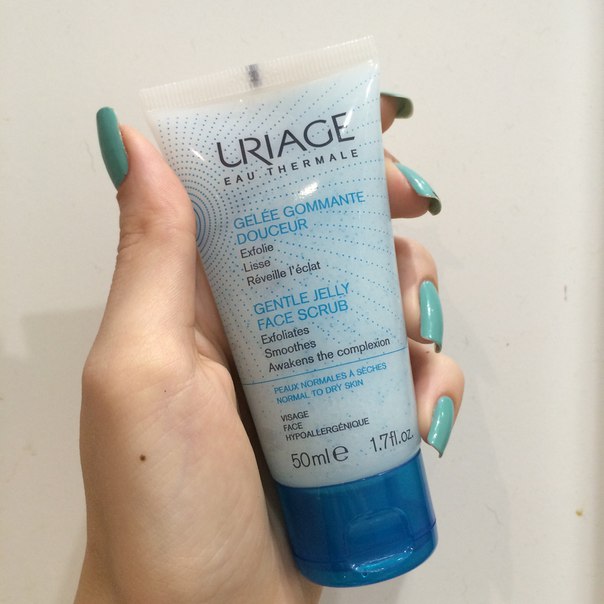 URIAGE
EAU THERMALE
GELÉE GOMMANTE
DOUCEUR
Exfolie
Lisse
Réveille l'éclat
GENTLE JELLY
FACE SCRUB
Exfoliates
Smoothes
Awakens the complexion
PEAUX NORMALES À SÈCHES
NORMAL TO DRY SKIN
VISAGE
FACE
HYPOALLERGÉNIQUE
50ml e 1.7fl.oz.